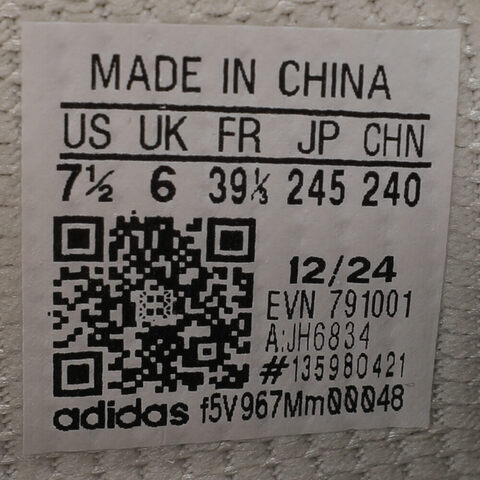 MADE IN CHINA
US UK FR JP CHN
7½ 6 39⅓ 245 240
12/24
EVN 791001
A:JH6834
#135980421
adidas f5V967Mm00048